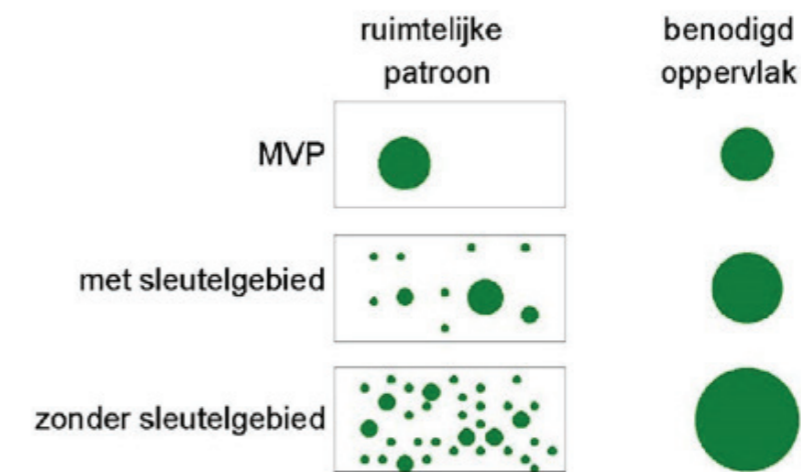 ruimtelijke
patroon
benodigd
oppervlak
MVP
met sleutelgebied
zonder sleutelgebied